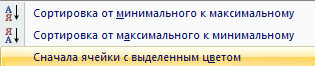 Сортировка от минимального к максимальному
Сортировка от максимального к минимальному
Сначала ячейки с выделенным цветом